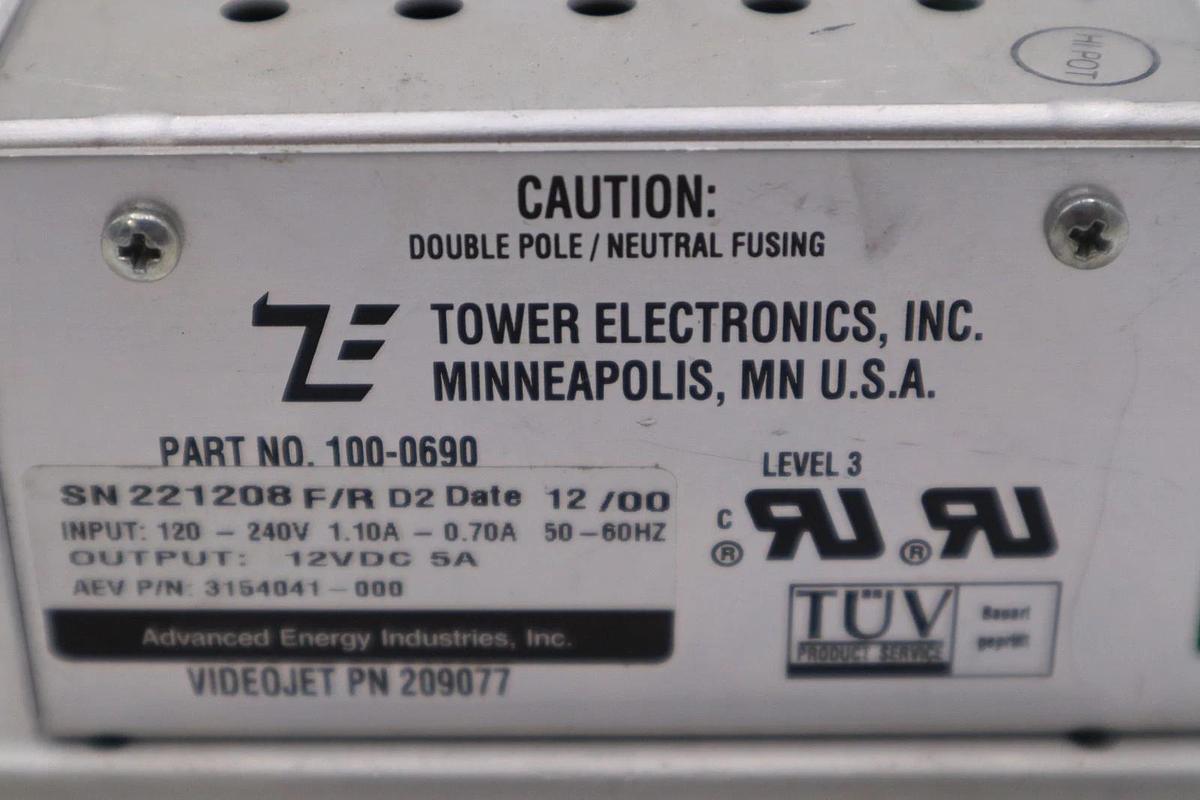 HI POT
CAUTION:
DOUBLE POLE / NEUTRAL FUSING
TOWER ELECTRONICS, INC.
MINNEAPOLIS, MN U.S.A.
PART NO. 100-0690
SN 221208 F/R D2 Date 12 /00
INPUT: 120 – 240V 1.10A – 0.70A 50–60HZ
OUTPUT: 12VDC 5A
AEV P/N: 3154041–000
Advanced Energy Industries, Inc.
VIDEOJET PN 209077
LEVEL 3
C RU ® RU ®
TÜV
PRODUCT SERVICE
Bauart
geprüft